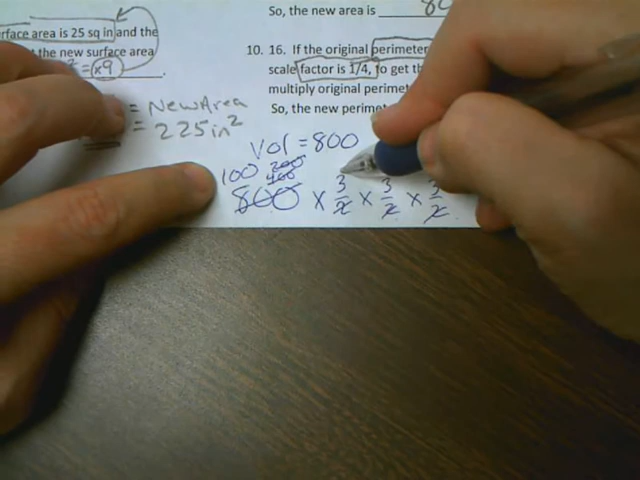 So, the new area is 80
rface area is 25 sq in and the
the new surface area
2 = x9
10. 16. If the original perimeter
scale factor is 1/4, to get th
multiply original perimet
So, the new perimet
= New Area
= 225 in²
Vol = 800
100 200
400
800 x 3/2 x 3/2 x 3/2